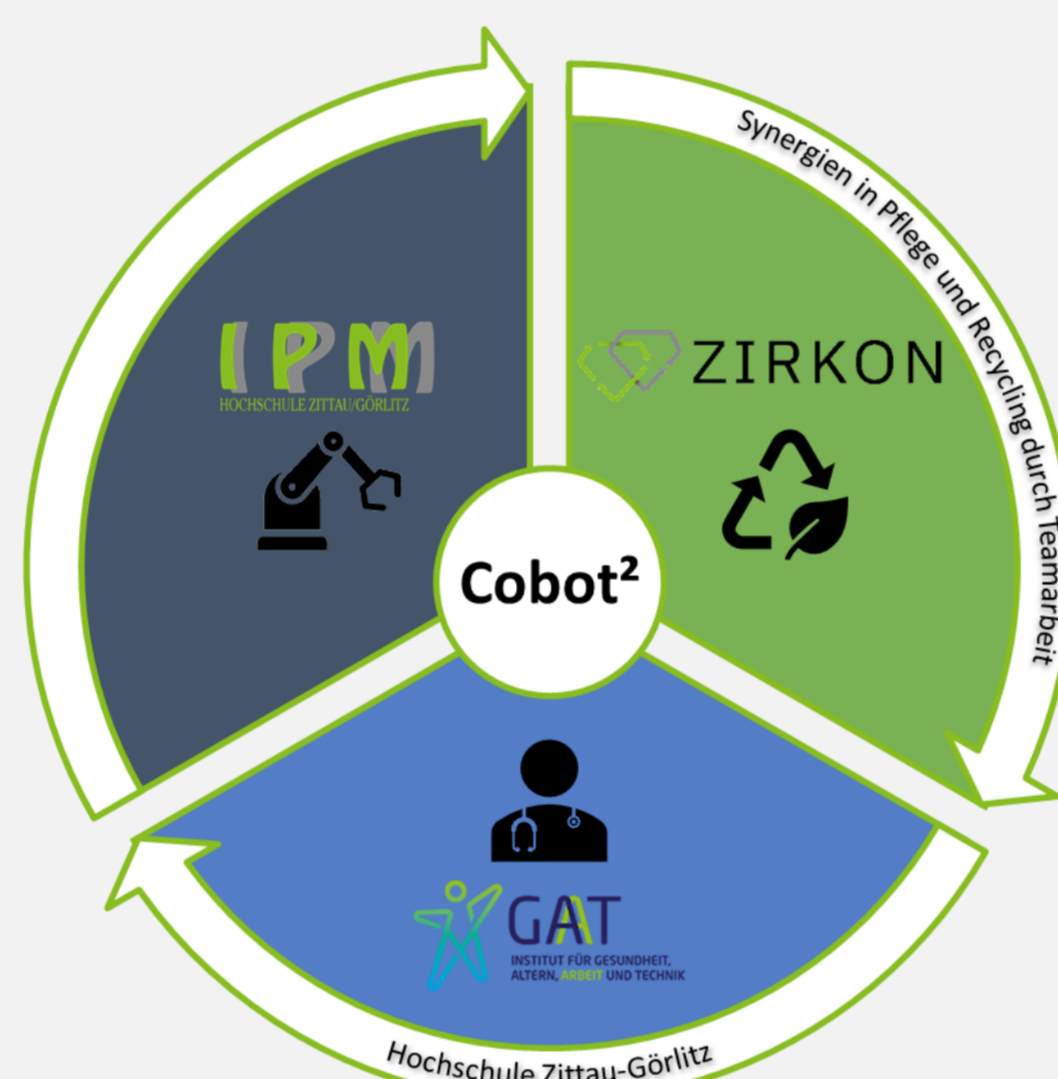 Synergien in Pflege und Recycling durch Teamarbeit
IPM
HOCHSCHULE ZITTAU/GÖRLITZ
ZIRKON
Cobot²
GAAT
INSTITUT FÜR GESUNDHEIT,
ALTERN, ARBEIT UND TECHNIK
Hochschule Zittau-Görlitz